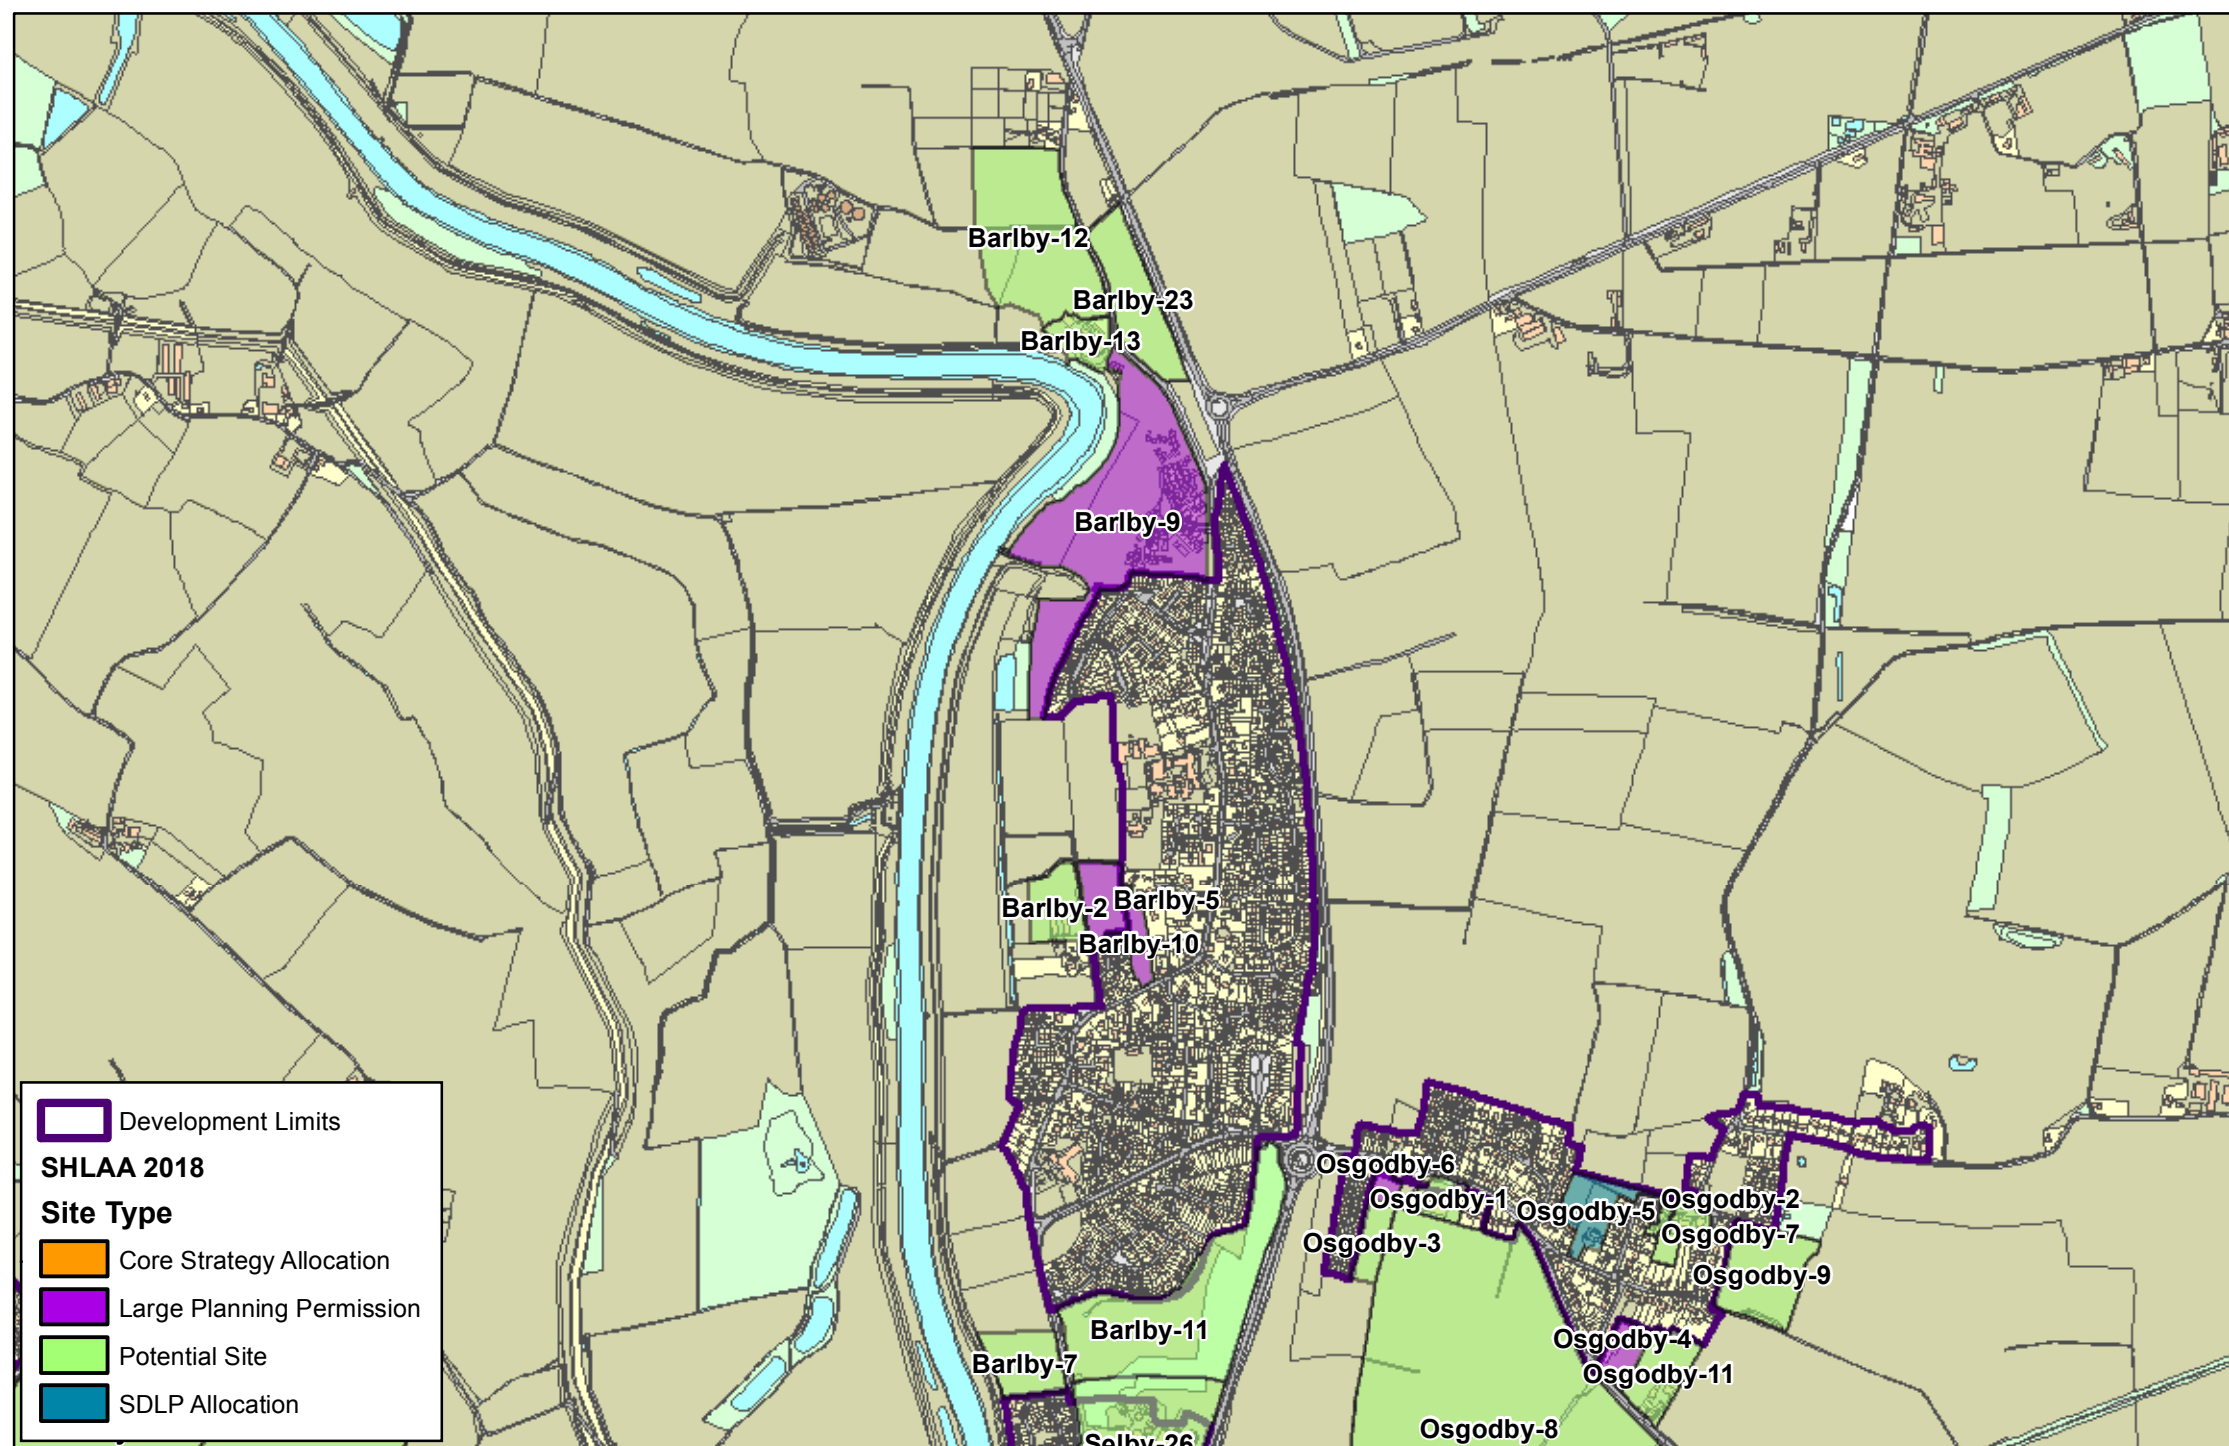 Barlby-12
Barlby-23
Barlby-13
Barlby-9
Barlby-5
Barlby-2
Barlby-10
Development Limits
SHLAA 2018
Site Type
Core Strategy Allocation
Large Planning Permission
Potential Site
SDLP Allocation
Osgodby-6
Osgodby-1
Osgodby-5
Osgodby-2
Osgodby-7
Osgodby-3
Osgodby-9
Barlby-11
Osgodby-4
Barlby-7
Osgodby-11
Osgodby-8
Selby-26